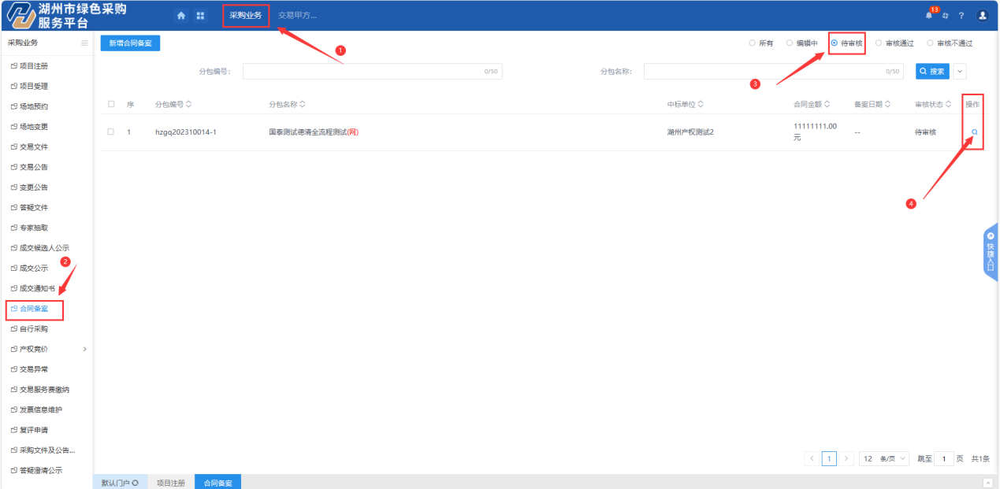 湖州市绿色采购
服务平台
采购业务
交易甲方...
13
?
采购业务
新增合同备案
所有
编辑中
待审核
审核通过
审核不通过
1
分包编号：
0/50
分包名称：
0/50
搜索
3
序
分包编号
分包名称
中标单位
合同金额
备案日期
审核状态
操作
1
hzgq202310014-1
国泰测试德清全流程测试(网)
湖州产权测试2
11111111.00
元
--
待审核
4
项目注册
项目受理
场地预约
场地变更
交易文件
交易公告
变更公告
答疑文件
专家抽取
成交候选人公示
2
成交公示
成交通知书
合同备案
自行采购
产权竞价
交易异常
交易服务费缴纳
发票信息维护
复评申请
采购文件及公告...
答疑澄清公示
快捷入口
1
12 条/页
跳至
1
页
共1条
默认门户
项目注册
合同备案